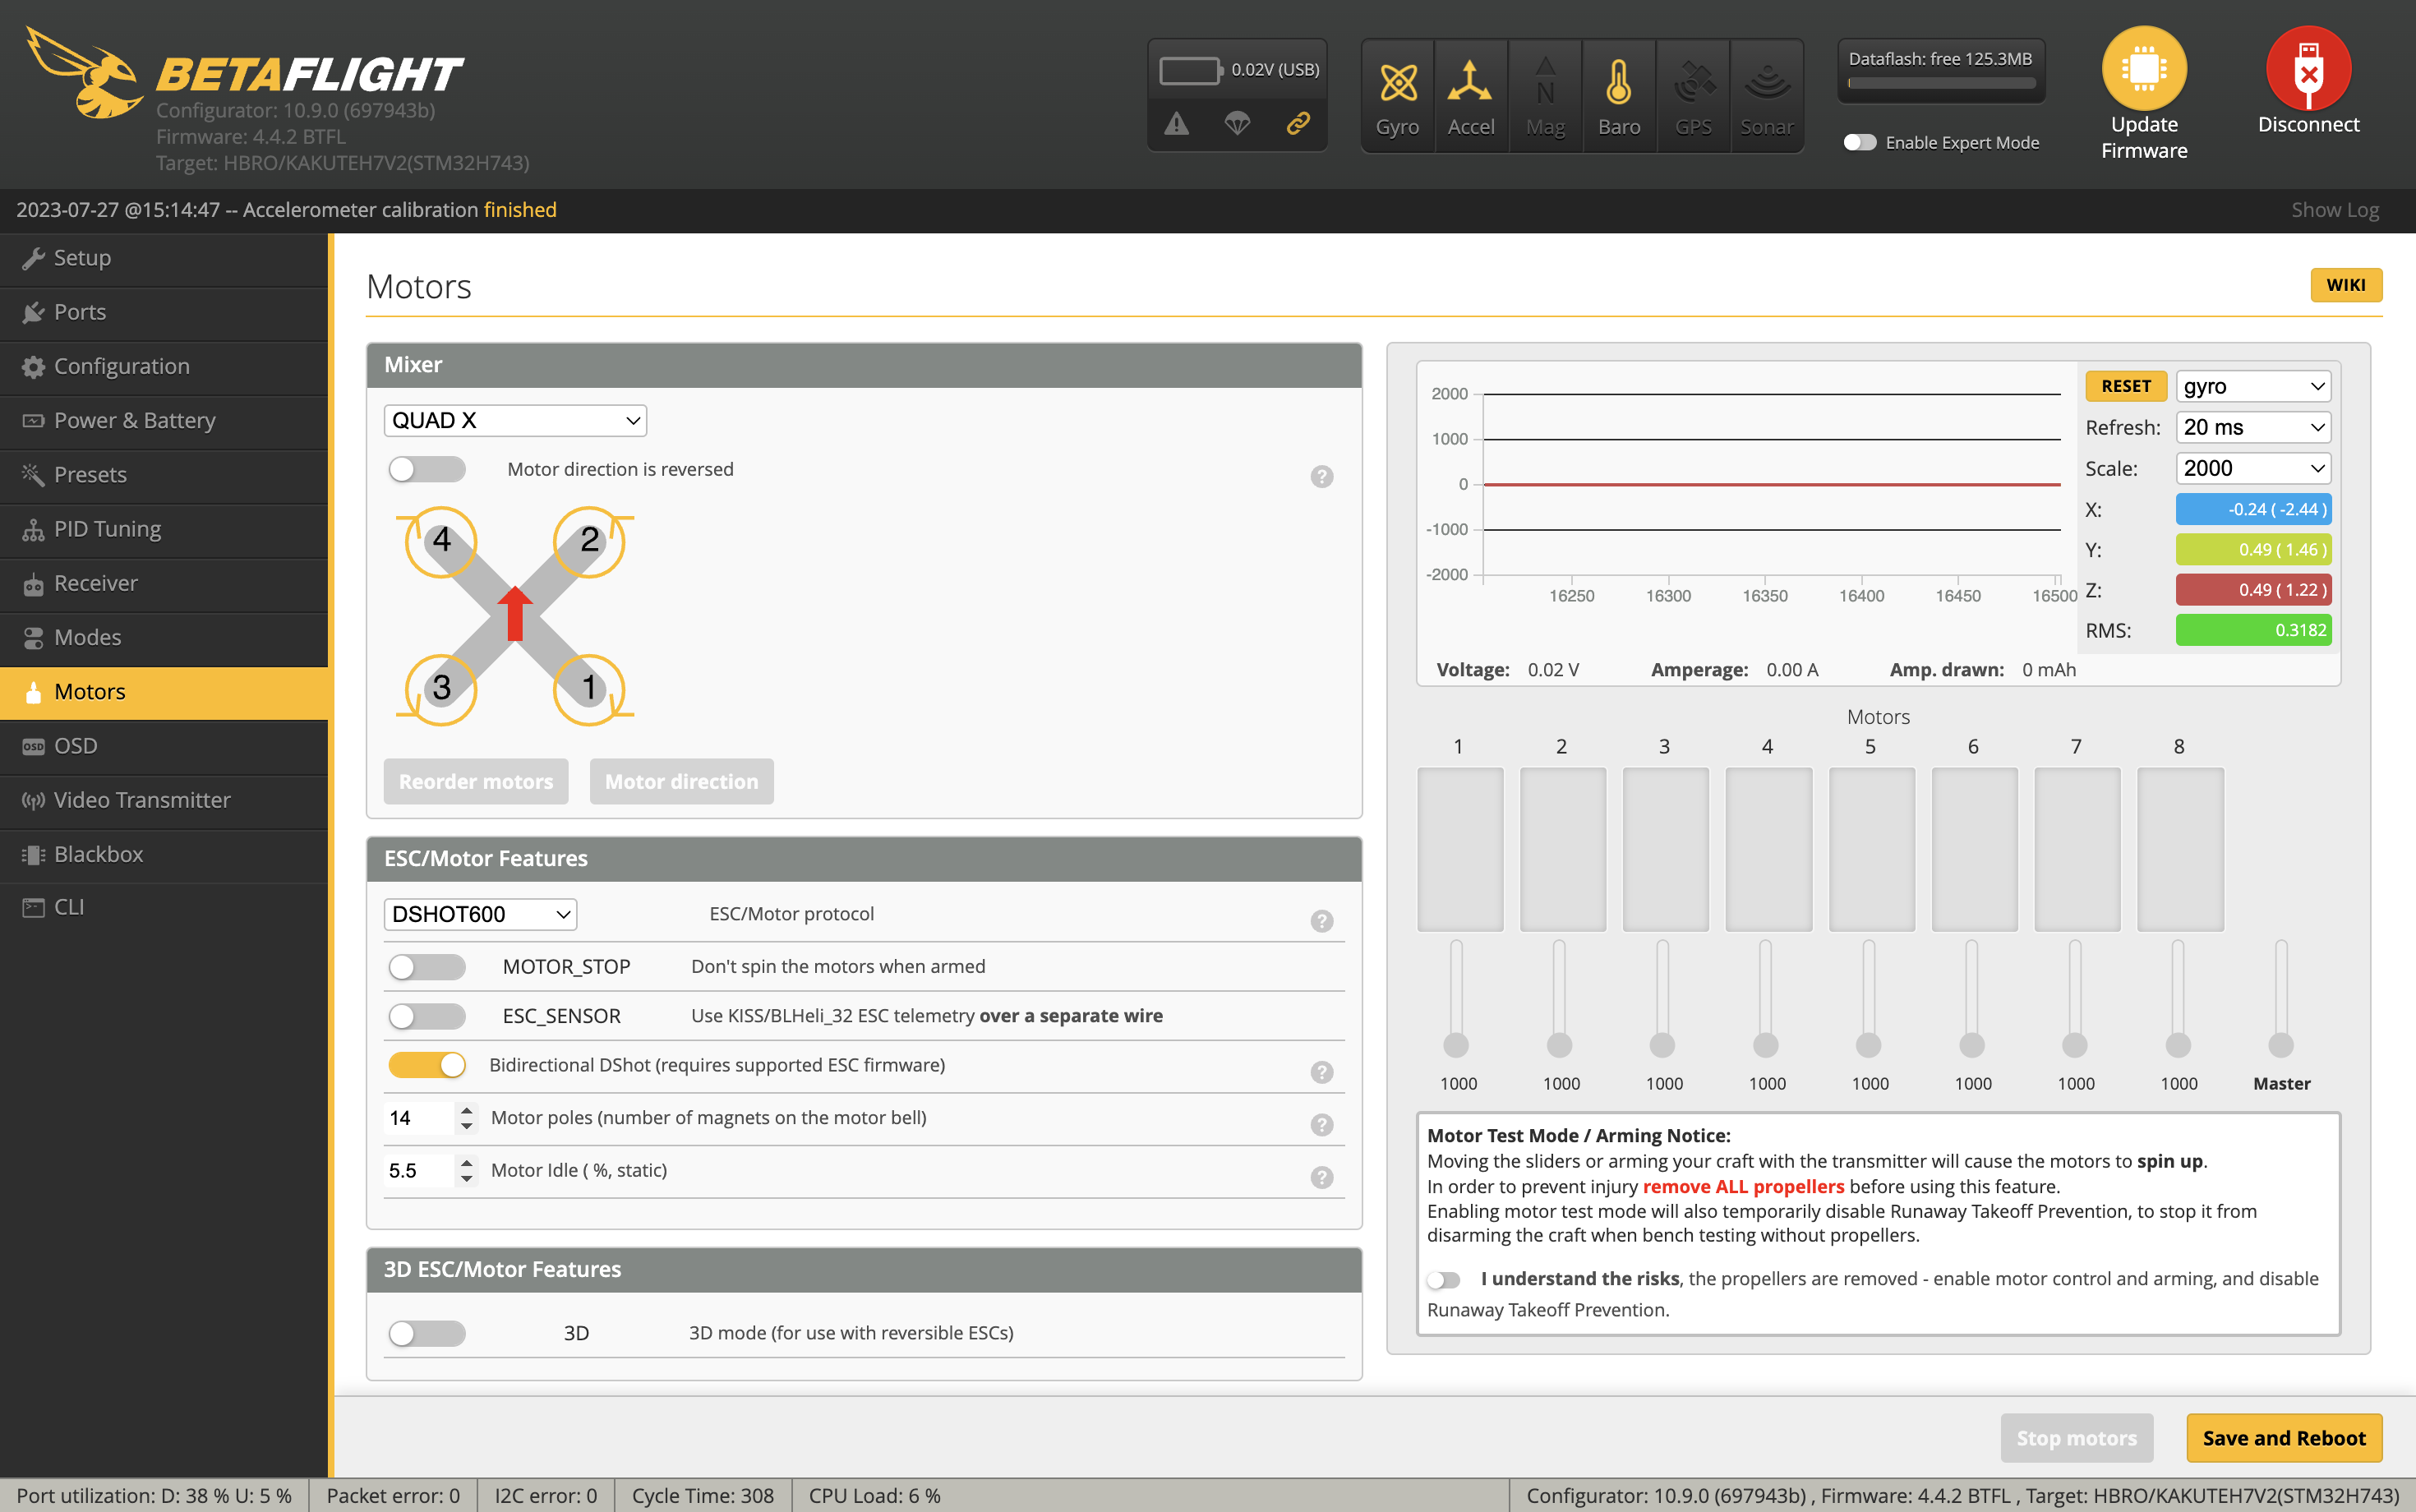 BETAFLIGHT
Configurator: 10.9.0 (697943b)
Firmware: 4.4.2 BTFL
Target: HBRO/KAKUTEH7V2(STM32H743)
0.02V (USB)
Gyro
Accel
N
Mag
Baro
GPS
Sonar
Dataflash: free 125.3MB
Enable Expert Mode
Update
Firmware
Disconnect
2023-07-27 @15:14:47 -- Accelerometer calibration finished
Show Log
Setup
Ports
Configuration
Power & Battery
Presets
PID Tuning
Receiver
Modes
Motors
OSD OSD
Video Transmitter
Blackbox
CLI
Motors
WIKI
Mixer
QUAD X
Motor direction is reversed
?
4
2
3
1
Reorder motors
Motor direction
ESC/Motor Features
DSHOT600
ESC/Motor protocol
?
MOTOR_STOP
Don't spin the motors when armed
ESC_SENSOR
Use KISS/BLHeli_32 ESC telemetry over a separate wire
Bidirectional DShot (requires supported ESC firmware)
?
14
Motor poles (number of magnets on the motor bell)
?
5.5
Motor Idle ( %, static)
?
3D ESC/Motor Features
3D
3D mode (for use with reversible ESCs)
2000
1000
0
-1000
-2000
16250
16300
16350
16400
16450
16500
RESET
gyro
Refresh:
20 ms
Scale:
2000
X:
-0.24 ( -2.44 )
Y:
0.49 ( 1.46 )
Z:
0.49 ( 1.22 )
RMS:
0.3182
Voltage: 0.02 V
Amperage: 0.00 A
Amp. drawn: 0 mAh
Motors
1 2 3 4 5 6 7 8
1000 1000 1000 1000 1000 1000 1000 1000 Master
Motor Test Mode / Arming Notice:
Moving the sliders or arming your craft with the transmitter will cause the motors to spin up.
In order to prevent injury remove ALL propellers before using this feature.
Enabling motor test mode will also temporarily disable Runaway Takeoff Prevention, to stop it from
disarming the craft when bench testing without propellers.
I understand the risks, the propellers are removed - enable motor control and arming, and disable
Runaway Takeoff Prevention.
Stop motors
Save and Reboot
Port utilization: D: 38 % U: 5 %
Packet error: 0
I2C error: 0
Cycle Time: 308
CPU Load: 6 %
Configurator: 10.9.0 (697943b) , Firmware: 4.4.2 BTFL , Target: HBRO/KAKUTEH7V2(STM32H743)